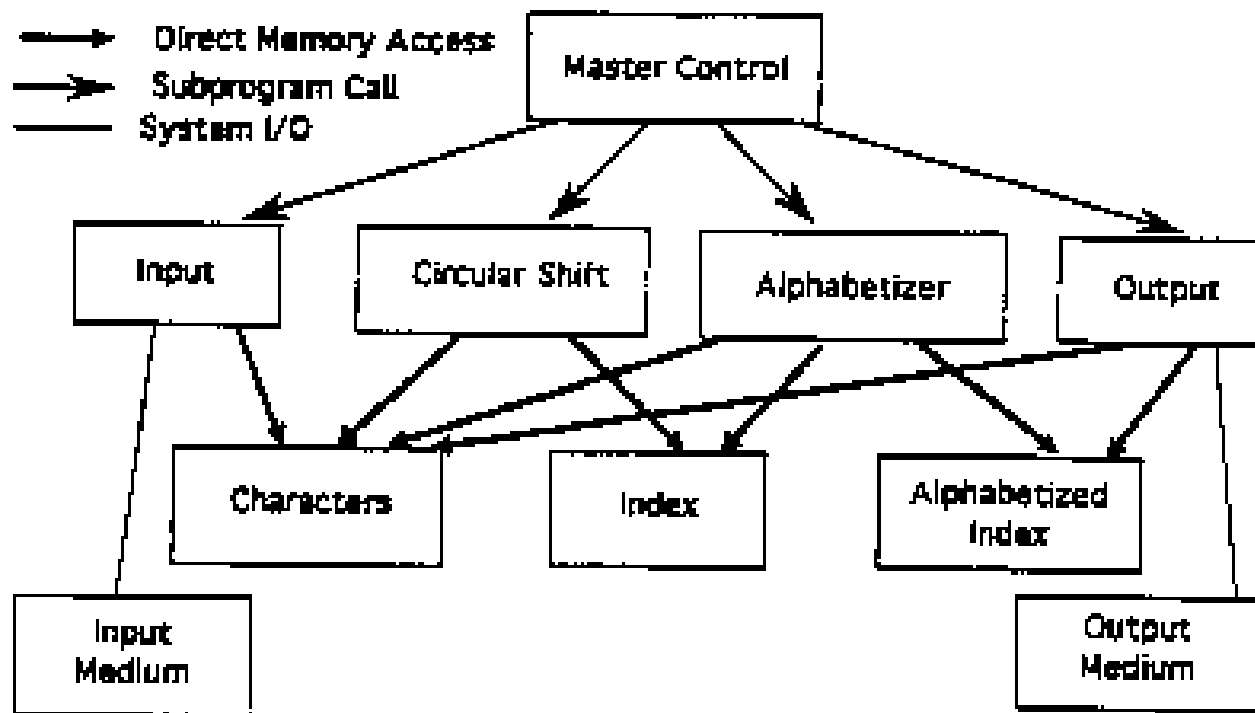 Direct Memory Access
Subprogram Call
System I/O
Master Control
Input
Circular Shift
Alphabetizer
Output
Characters
Index
Alphabetized
Index
Input
Medium
Output
Medium